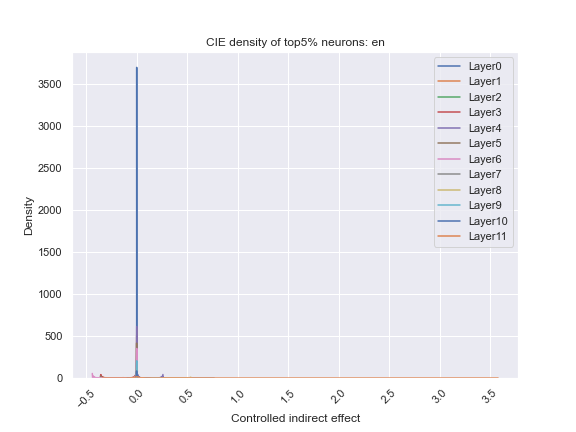 CIE density of top5% neurons: en
3500
3000
2500
2000
1500
1000
500
0
Density
−0.5
0.0
0.5
1.0
1.5
2.0
2.5
3.0
3.5
Controlled indirect effect
Layer0
Layer1
Layer2
Layer3
Layer4
Layer5
Layer6
Layer7
Layer8
Layer9
Layer10
Layer11